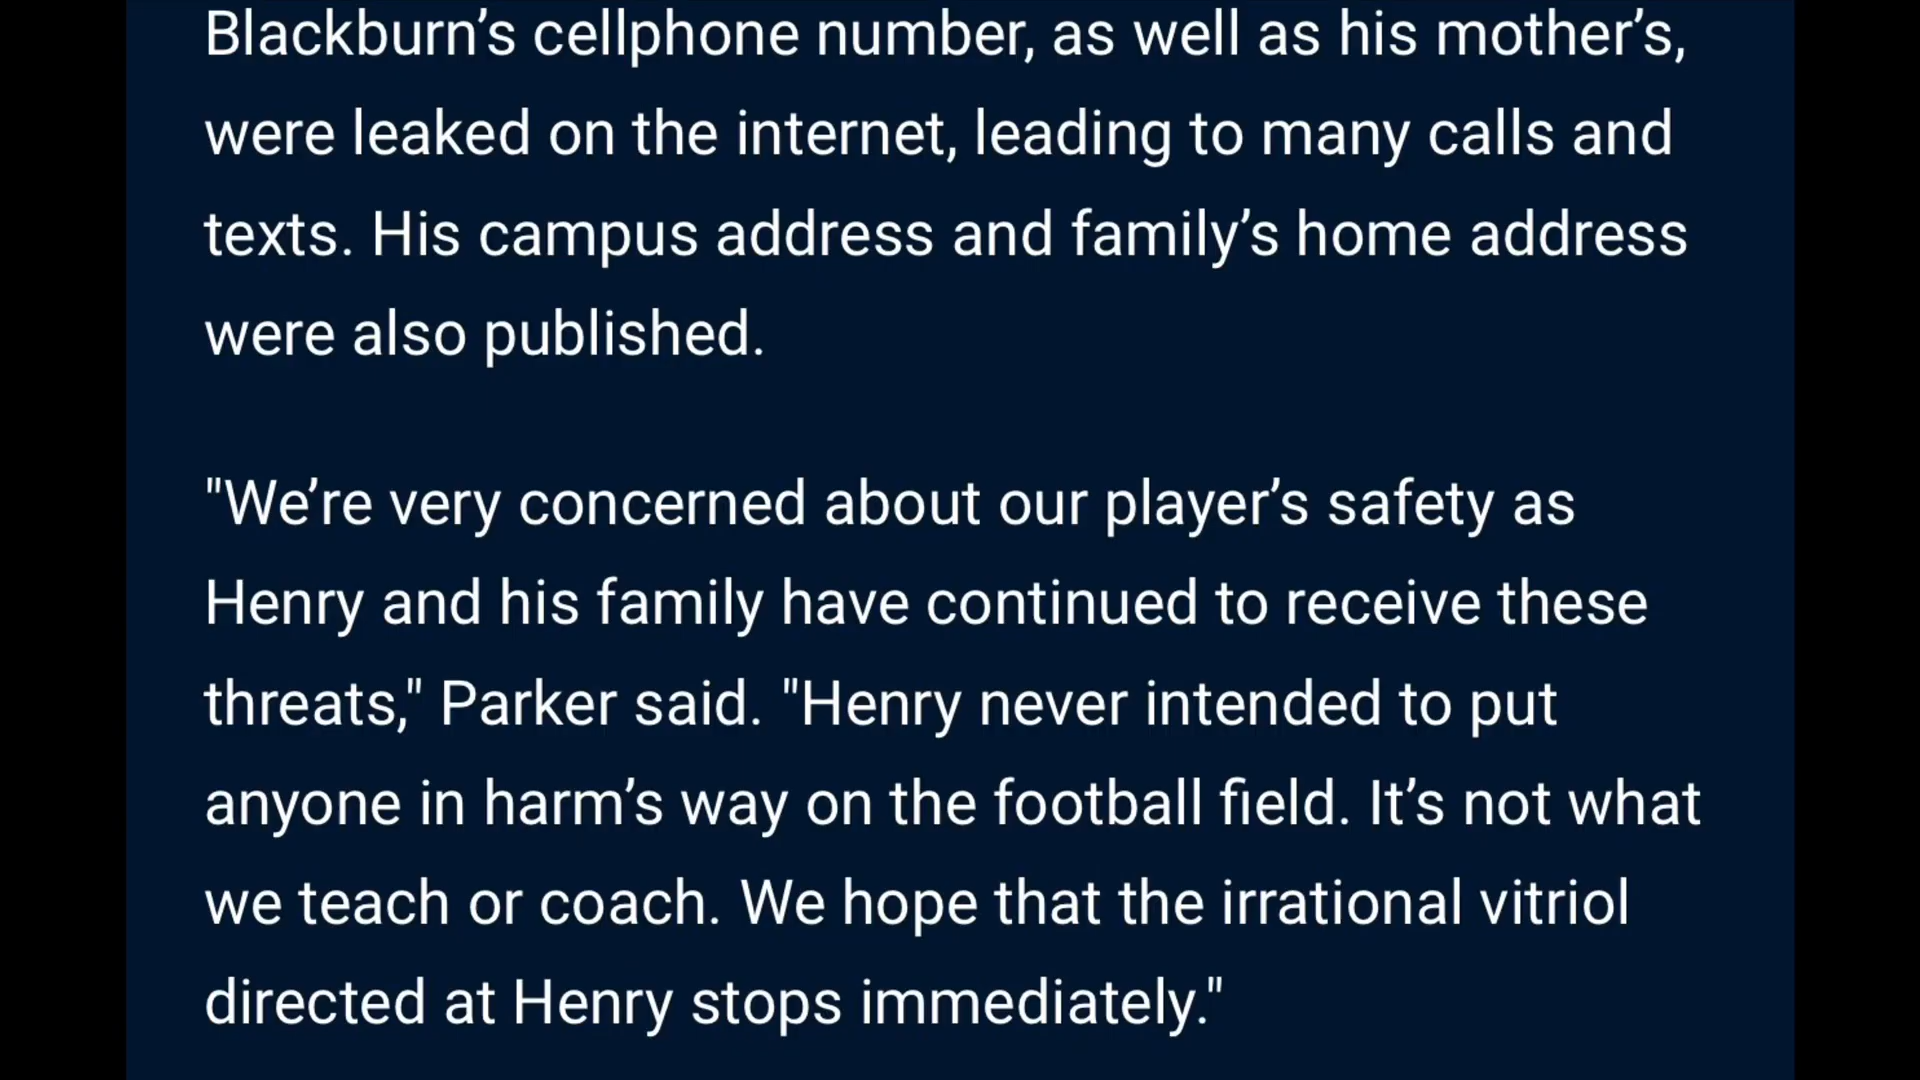 Blackburn’s cellphone number, as well as his mother’s,
were leaked on the internet, leading to many calls and
texts. His campus address and family’s home address
were also published.
"We’re very concerned about our player’s safety as
Henry and his family have continued to receive these
threats," Parker said. "Henry never intended to put
anyone in harm’s way on the football field. It’s not what
we teach or coach. We hope that the irrational vitriol
directed at Henry stops immediately."